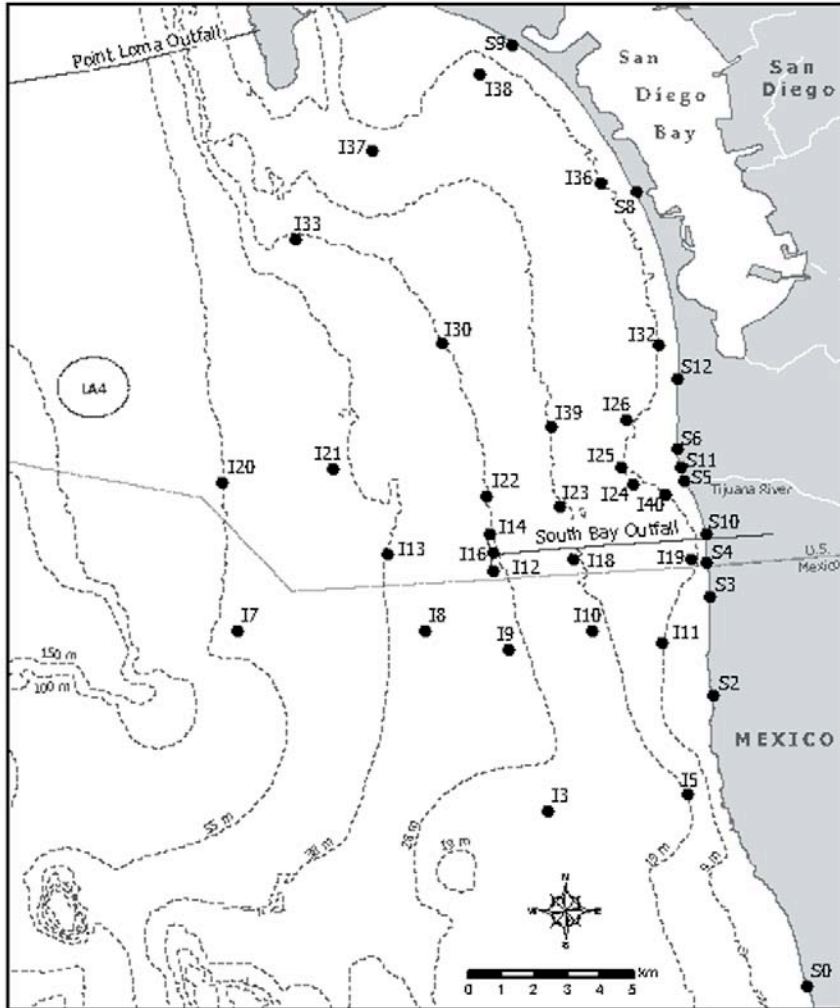 Point Loma Outfall
S9
San
Diego
Bay
San
Diego
I38
I37
I36
S8
I33
I30
I32
S12
LA4
I39
I26
S6
I20
I21
I25
S11
S5
I24
I40
Tijuana River
I22
I23
I14
South Bay Outfall
S10
I13
I16
I18
I19
S4
U.S.
Mexico
I12
S3
I7
I8
I9
I10
I11
150 m
100 m
S2
MEXICO
I3
I5
55 m
38 m
28 m
19 m
19 m
9 m
N
W
E
S
km
0 1 2 3 4 5
S0